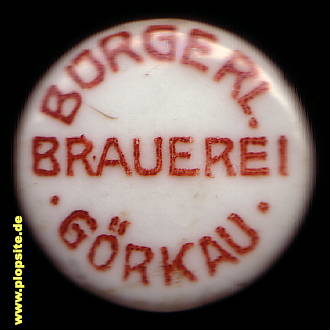 BÜRGERL.
BRAUEREI
· GÖRKAU ·
www.plopsite.de